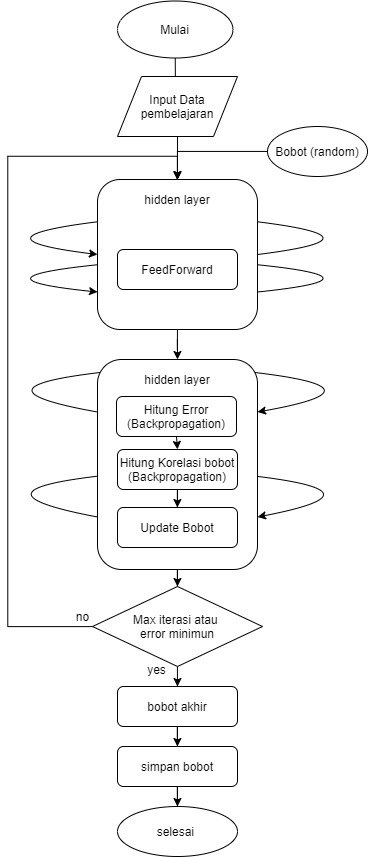 Mulai
Input Data
pembelajaran
Bobot (random)
hidden layer
FeedForward
hidden layer
Hitung Error
(Backpropagation)
Hitung Korelasi bobot
(Backpropagation)
Update Bobot
Max iterasi atau
error minimun
no
yes
bobot akhir
simpan bobot
selesai